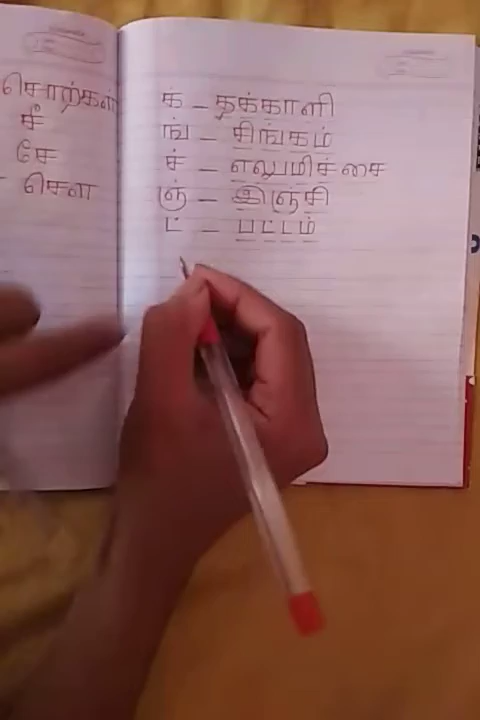 சொற்கள்
சீ
சே
சௌ
க் – தக்காளி
ங் – சிங்கம்
ச் – எலுமிச்சை
ஞ் – இஞ்சி
ட் – பட்டம்